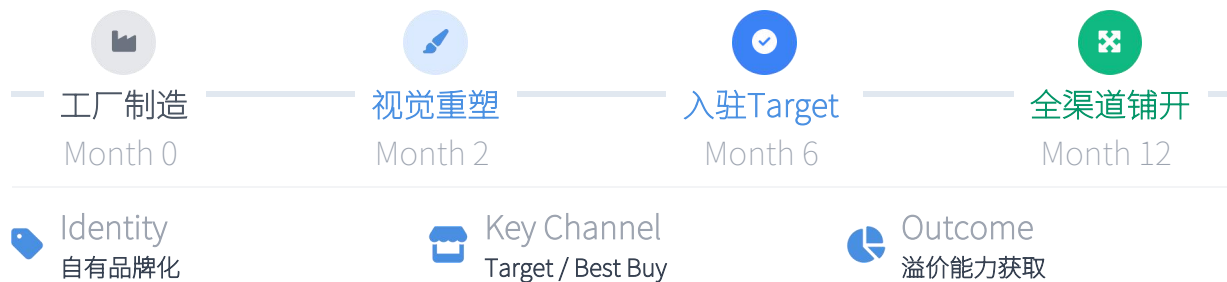 工厂制造
视觉重塑
入驻Target
全渠道铺开
Month 0
Month 2
Month 6
Month 12
Identity
Key Channel
Outcome
自有品牌化
Target / Best Buy
溢价能力获取